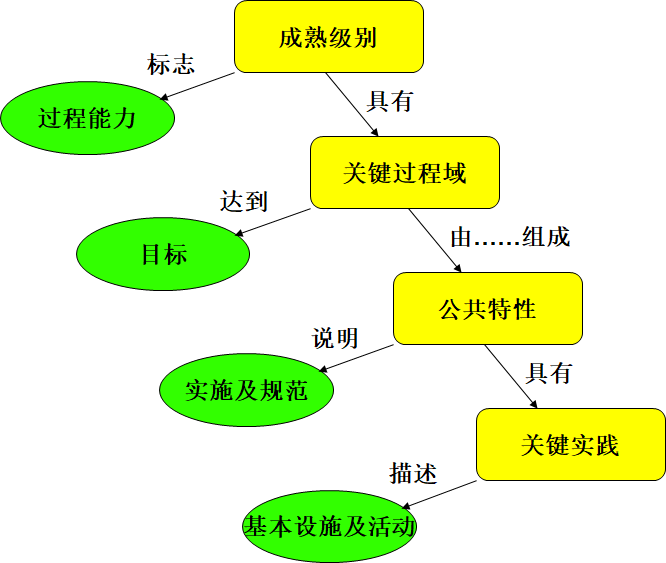 成熟级别
标志
过程能力
具有
关键过程域
达到
目标
由......组成
公共特性
说明
实施及规范
具有
关键实践
描述
基本设施及活动